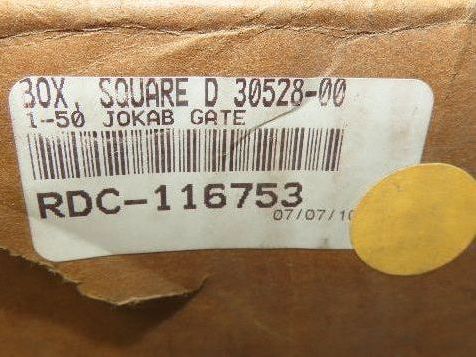 BOX, SQUARE D 30528-00
1-50 JOKAB GATE
RDC-116753
07/07/10